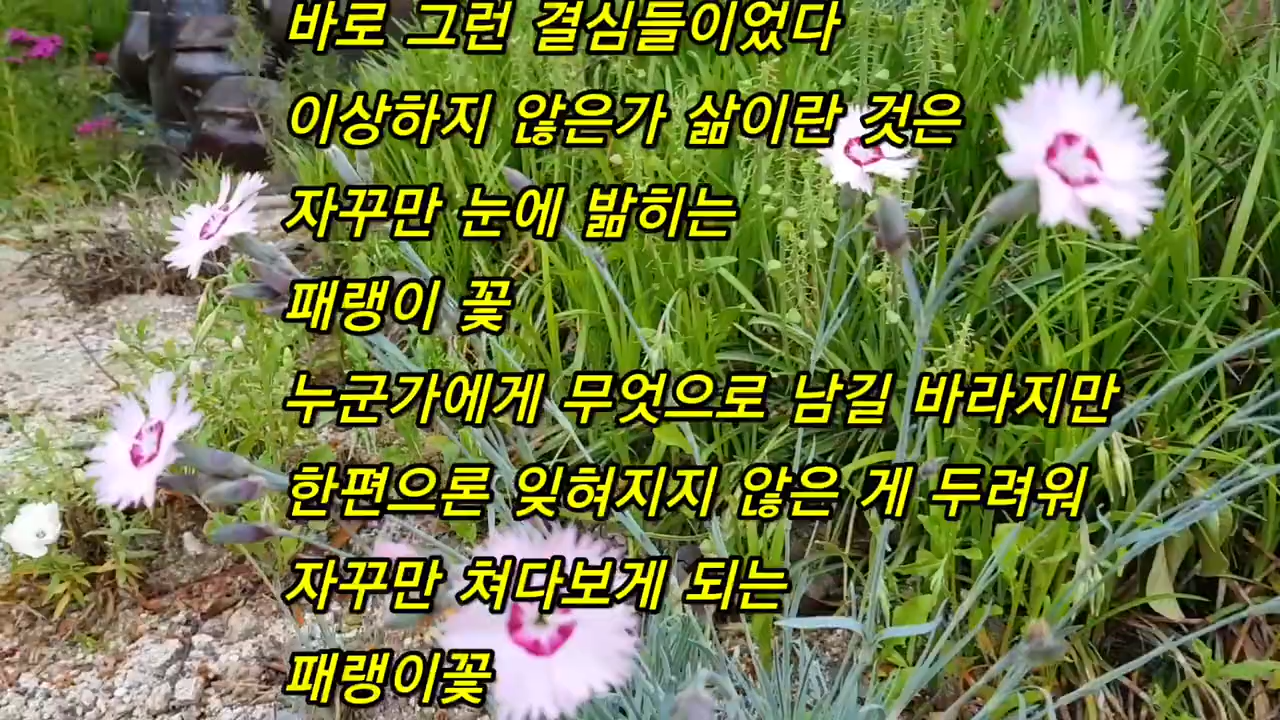 바로 그런 결심들이었다
이상하지 않은가 삶이란 것은
자꾸만 눈에 밟히는
패랭이 꽃
누군가에게 무엇으로 남길 바라지만
한편으론 잊혀지지 않은 게 두려워
자꾸만 쳐다보게 되는
패랭이꽃